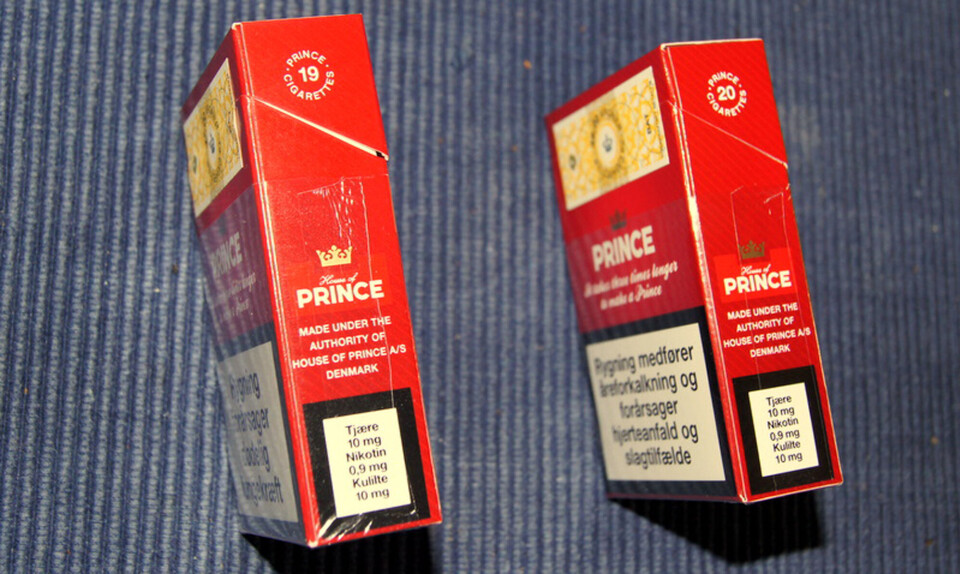 PRINCE
19
CIGARETTES
PRINCE
House of
PRINCE
MADE UNDER THE
AUTHORITY OF
HOUSE OF PRINCE A/S
DENMARK
Tjære
10 mg
Nikotin
0,9 mg
Kulilte
10 mg
PRINCE
20
CIGARETTES
PRINCE
It takes three times longer
to make a Prince
Rygning medfører
åreforkalkning og
forårsager
hjerteanfald og
slagtilfælde
House of
PRINCE
MADE UNDER THE
AUTHORITY OF
HOUSE OF PRINCE A/S
DENMARK
Tjære
10 mg
Nikotin
0,9 mg
Kulilte
10 mg